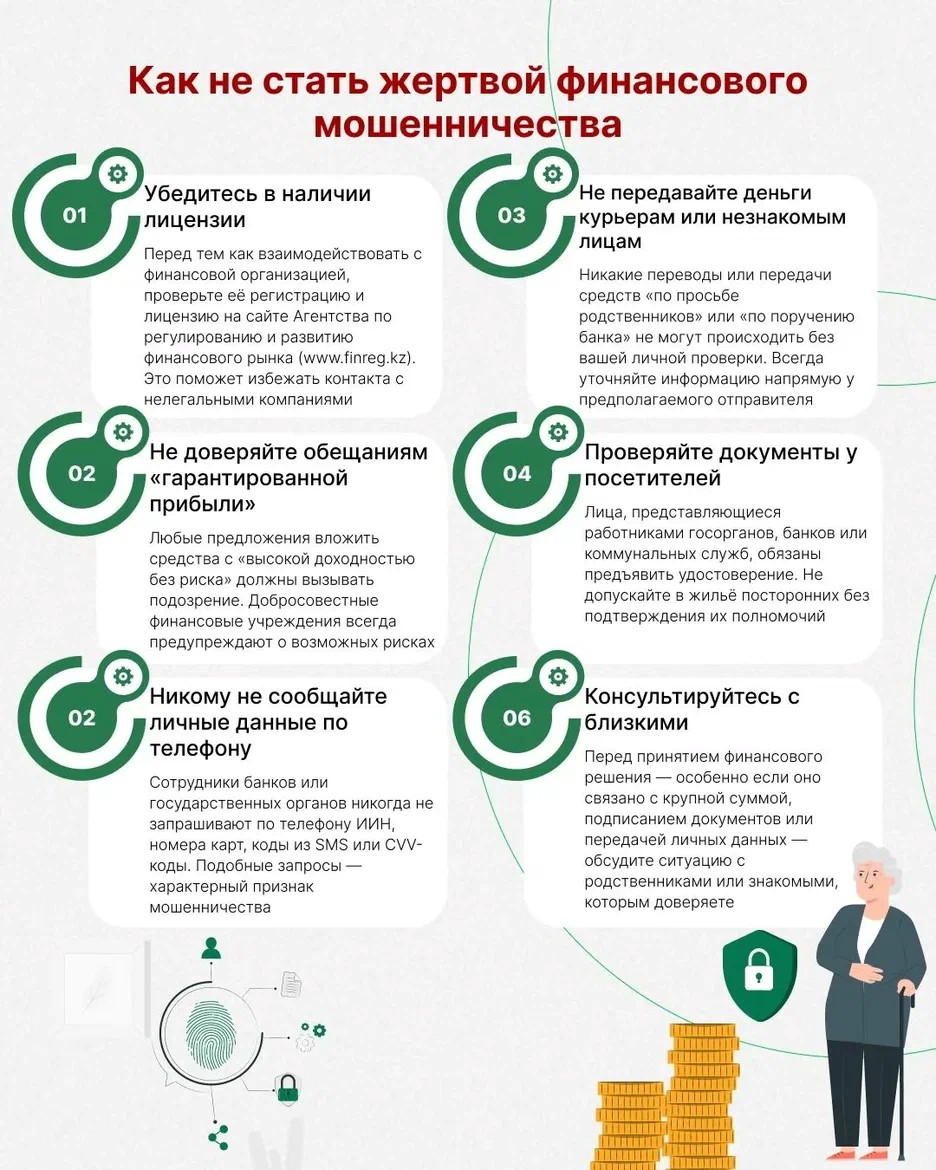 Как не стать жертвой финансового
мошенничества
01
Убедитесь в наличии
лицензии
Перед тем как взаимодействовать с
финансовой организацией,
проверьте её регистрацию и
лицензию на сайте Агентства по
регулированию и развитию
финансового рынка (www.finreg.kz).
Это поможет избежать контакта с
нелегальными компаниями
02
Не доверяйте обещаниям
«гарантированной
прибыли»
Любые предложения вложить
средства с «высокой доходностью
без риска» должны вызывать
подозрение. Добросовестные
финансовые учреждения всегда
предупреждают о возможных рисках
02
Никому не сообщайте
личные данные по
телефону
Сотрудники банков или
государственных органов никогда не
запрашивают по телефону ИИН,
номера карт, коды из SMS или CVV-
коды. Подобные запросы —
характерный признак
мошенничества
03
Не передавайте деньги
курьерам или незнакомым
лицам
Никакие переводы или передачи
средств «по просьбе
родственников» или «по поручению
банка» не могут происходить без
вашей личной проверки. Всегда
уточняйте информацию напрямую у
предполагаемого отправителя
04
Проверяйте документы у
посетителей
Лица, представляющиеся
работниками госорганов, банков или
коммунальных служб, обязаны
предъявить удостоверение. Не
допускайте в жильё посторонних без
подтверждения их полномочий
06
Консультируйтесь с
близкими
Перед принятием финансового
решения — особенно если оно
связано с крупной суммой,
подписанием документов или
передачей личных данных —
обсудите ситуацию с
родственниками или знакомыми,
которым доверяете